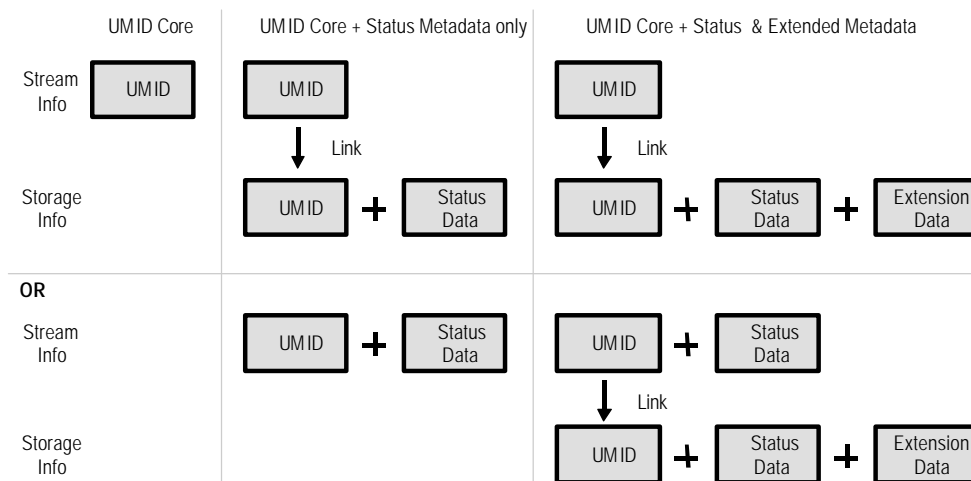 UMID Core
UMID Core + Status Metadata only
UMID Core + Status & Extended Metadata
Stream
Info
UMID
UMID
UMID
Link
Link
Storage
Info
UMID
+
Status
Data
UMID
+
Status
Data
+
Extension
Data
OR
Stream
Info
UMID
+
Status
Data
UMID
+
Status
Data
Link
Storage
Info
UMID
+
Status
Data
+
Extension
Data